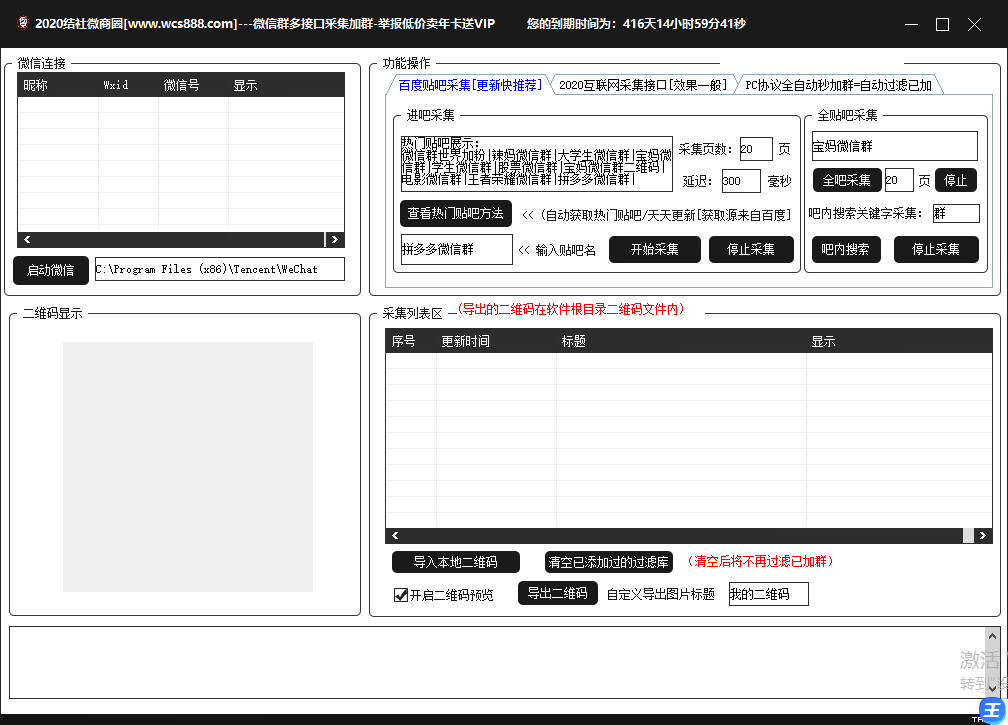 2020结社微商园[www.wcs888.com]---微信群多接口采集加群-举报低价卖年卡送VIP 您的到期时间为：416天14小时59分41秒
微信连接
昵称 Wxid 微信号 显示
启动微信 C:\Program Files (x86)\Tencent\WeChat
功能操作
百度贴吧采集[更新快推荐] 2020互联网采集接口[效果一般] PC协议全自动秒加群=自动过滤已加
进吧采集
热门贴吧展示：
微信群世界加粉|辣妈微信群|大学生微信群|宝妈微
信群|学生微信群|股票微信群|宝妈微信群二维码|
电影微信群|王者荣耀微信群|拼多多微信群|
采集页数： 20 页
延迟： 300 毫秒
查看热门贴吧方法 << (自动获取热门贴吧/天天更新[获取源来自百度]
拼多多微信群 << 输入贴吧名 开始采集 停止采集
全贴吧采集
宝妈微信群
全吧采集 20 页 停止
吧内搜索关键字采集： 群
吧内搜索 停止采集
二维码显示
采集列表区 (导出的二维码在软件根目录二维码文件内)
序号 更新时间 标题 显示
导入本地二维码 清空已添加过的过滤库 (清空后将不再过滤已加群)
开启二维码预览 导出二维码 自定义导出图片标题 我的二维码
激活
转到
王